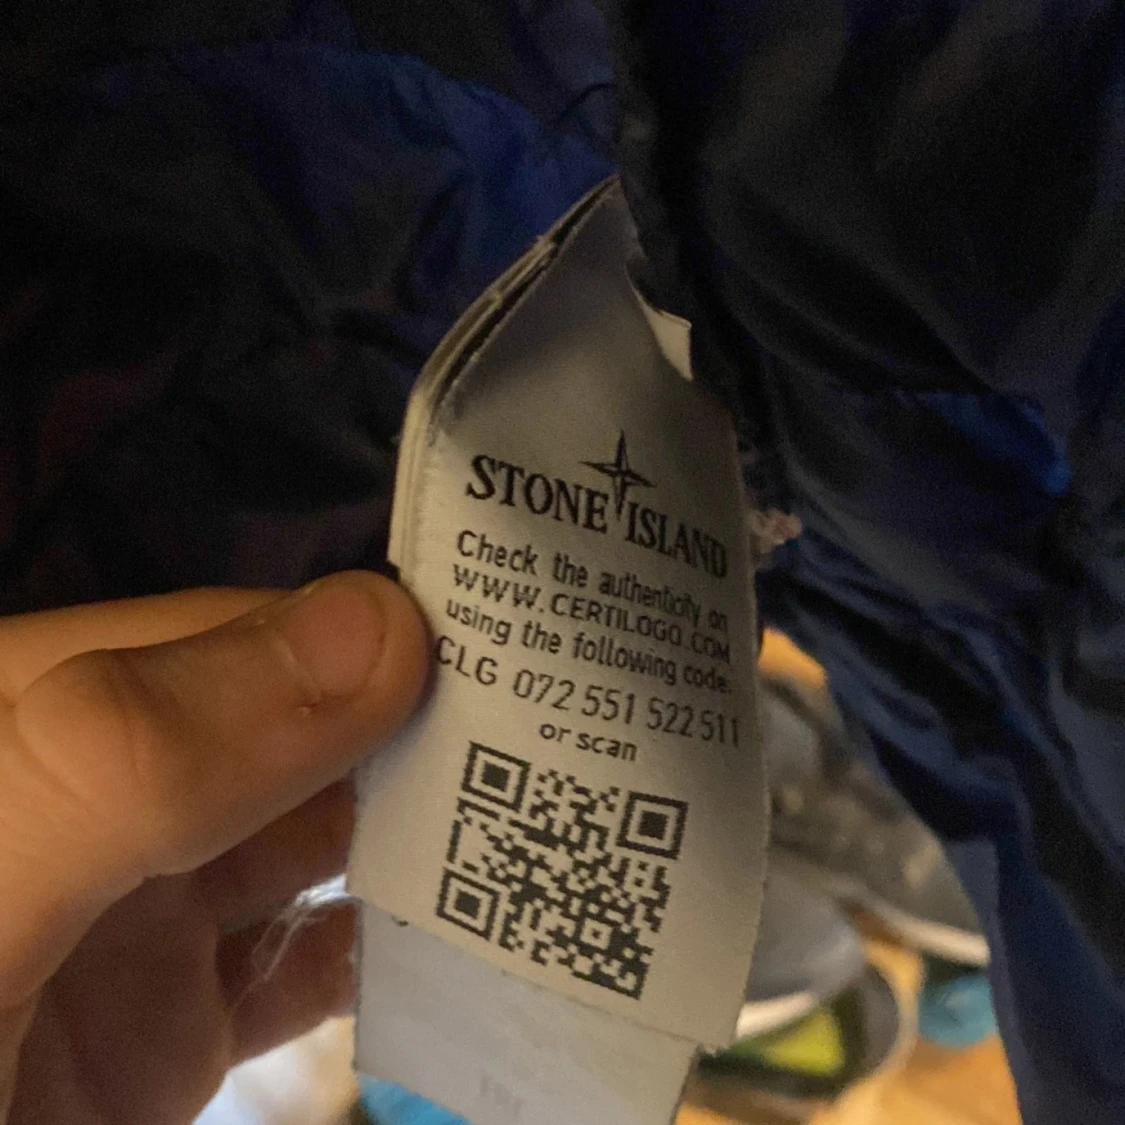 STONE ISLAND
Check the authenticity on
WWW.CERTILOGO.COM
using the following code:
CLG 072 551 522 511
or scan